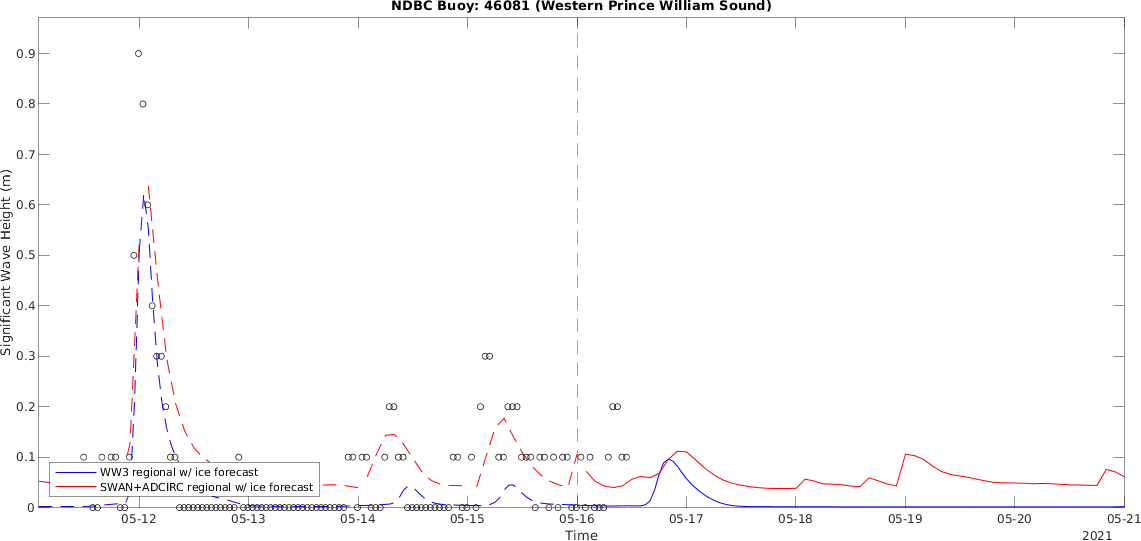 NDBC Buoy: 46081 (Western Prince William Sound)
0.9
0.8
0.7
0.6
0.5
0.4
0.3
0.2
0.1
0
Significant Wave Height (m)
WW3 regional w/ ice forecast
SWAN+ADCIRC regional w/ ice forecast
05-12 05-13 05-14 05-15 05-16 05-17 05-18 05-19 05-20 05-21
Time
2021